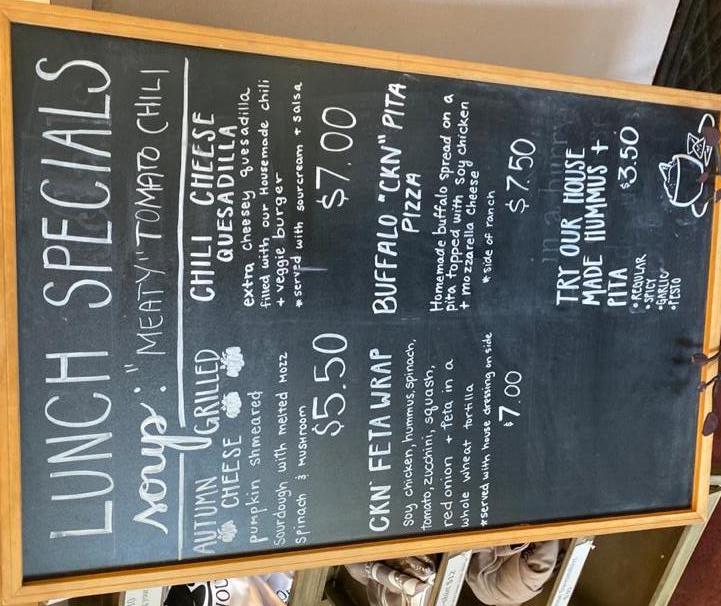 LUNCH SPECIALS
soup: "MEATY" TOMATO CHILI
AUTUMN GRILLED
CHEESE
pumpkin shmeared
sourdough with melted MOZZ
spinach & MUSHROOM
$5.50
CHILI CHEESE
QUESADILLA
extra cheesey quesadilla
filled with our Housemade chili
+ veggie burger
*served with sourcream + salsa
$7.00
CKN FETA WRAP
soy chicken, hummus, spinach,
tomato, zucchini, squash,
red onion + feta in a
whole wheat tortilla
*served with house dressing on side
$7.00
BUFFALO "CKN" PITA
PIZZA
Homemade buffalo spread on a
pita topped with soy chicken
+ mozzarella cheese
*side of ranch
$7.50
in a hurry
TRY OUR HOUSE
MADE HUMMUS +
PITA
$3.50
•REGULAR
•SPICY
•GARLIC
•PESTO